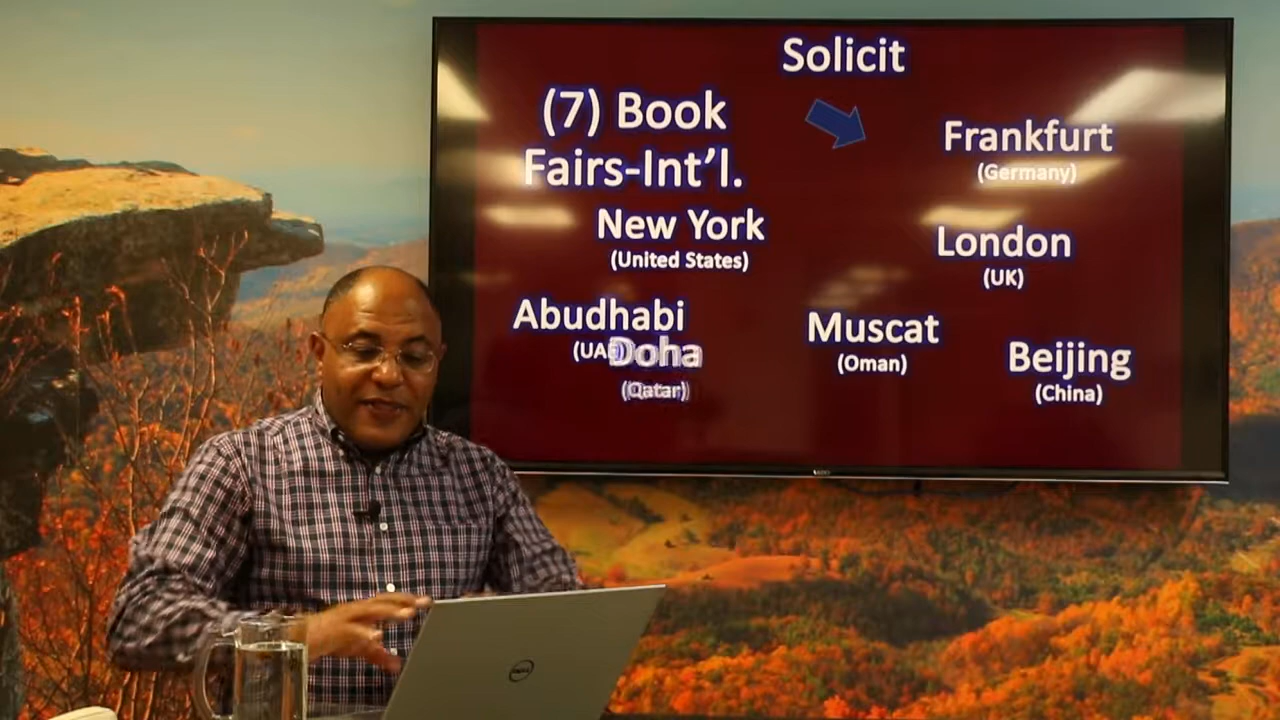 Solicit
(7) Book
Fairs-Int'l.
Frankfurt
(Germany)
New York
(United States)
London
(UK)
Abudhabi
(UAE)
Doha
(Qatar)
Muscat
(Oman)
Beijing
(China)
DELL
SONY